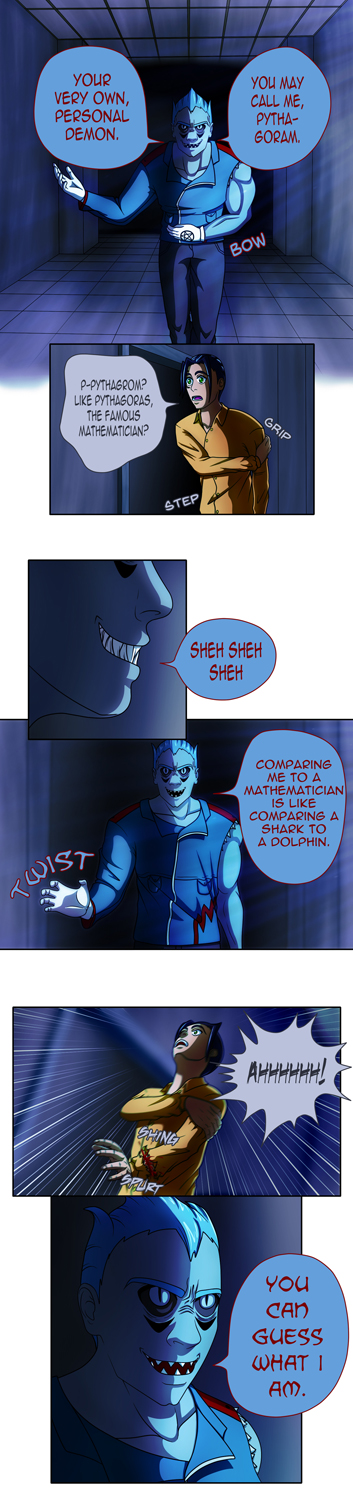 YOUR
VERY OWN,
PERSONAL
DEMON.
YOU MAY
CALL ME,
PYTHA-
GORAM.
BOW
P-PYTHAGROM?
LIKE PYTHAGORAS,
THE FAMOUS
MATHEMATICIAN?
GRIP
STEP
SHEH SHEH
SHEH
COMPARING
ME TO A
MATHEMATICIAN
IS LIKE
COMPARING A
SHARK TO
A DOLPHIN.
TWIST
AHHHHHH!
SHING
SPURT
YOU
CAN
GUESS
WHAT I
AM.